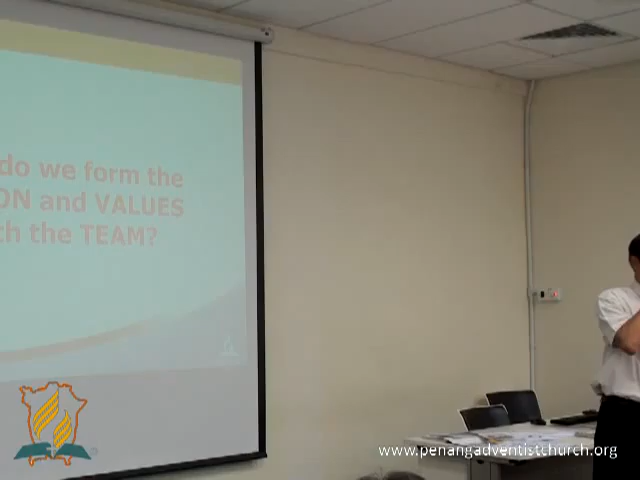 do we form the
ON and VALUES
th the TEAM?
www.penangadventistchurch.org